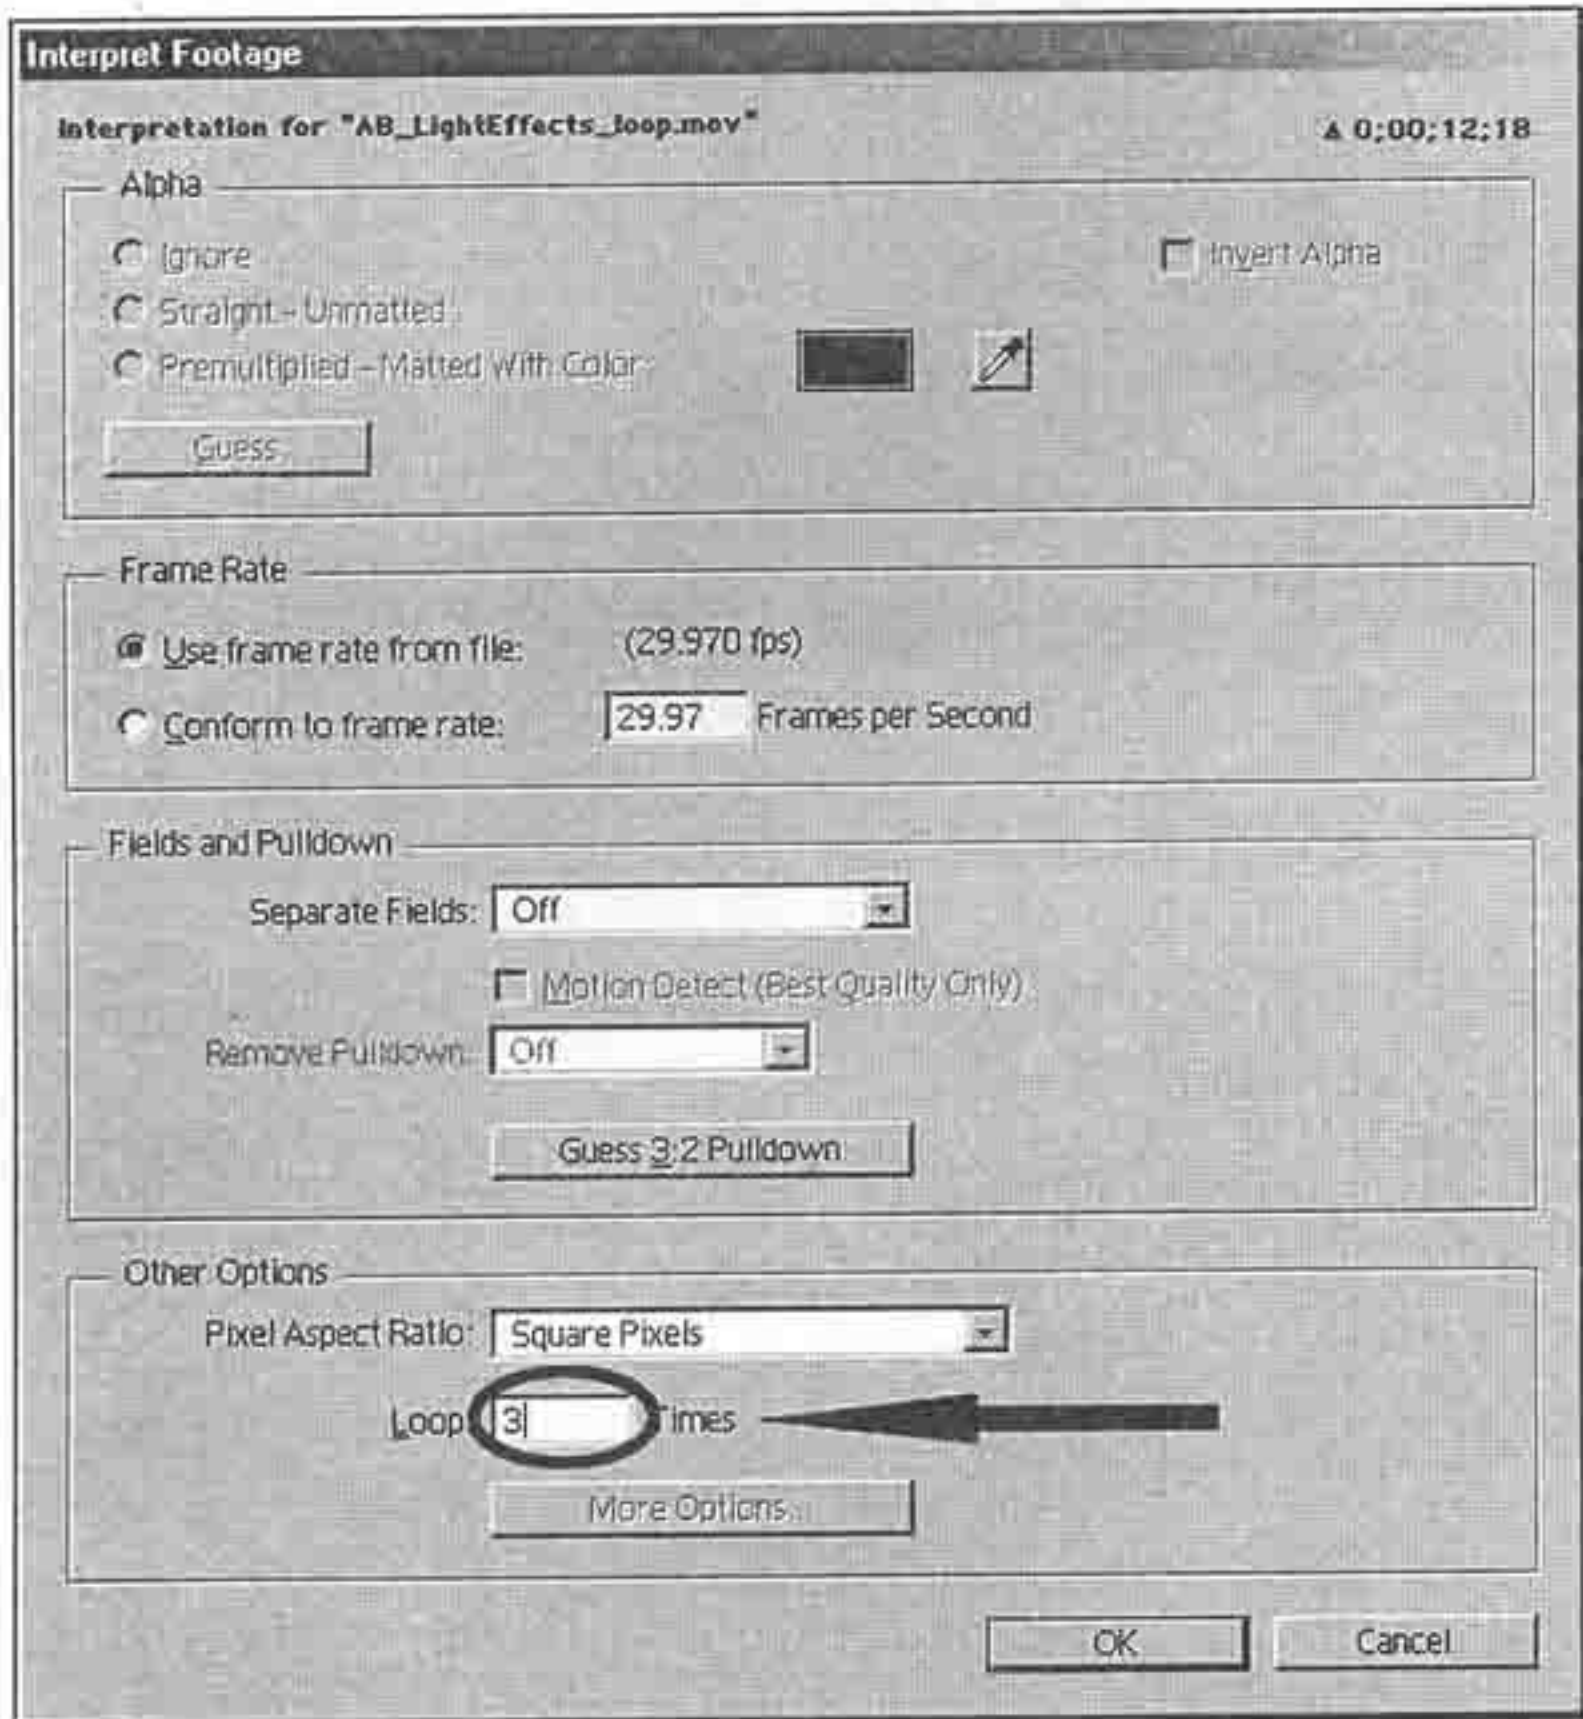 Interpret Footage
Interpretation for "AB_LightEffects_loop.mov"
▲ 0;00;12;18
Alpha
Ignore
Invert Alpha
Straight - Unmatted
Premultiplied - Matted With Color:
Guess
Frame Rate
Use frame rate from file: (29.970 fps)
Conform to frame rate: 29.97 Frames per Second
Fields and Pulldown
Separate Fields: Off
Motion Detect (Best Quality Only)
Remove Pulldown: Off
Guess 3:2 Pulldown
Other Options
Pixel Aspect Ratio: Square Pixels
Loop 3 Times
More Options...
OK
Cancel